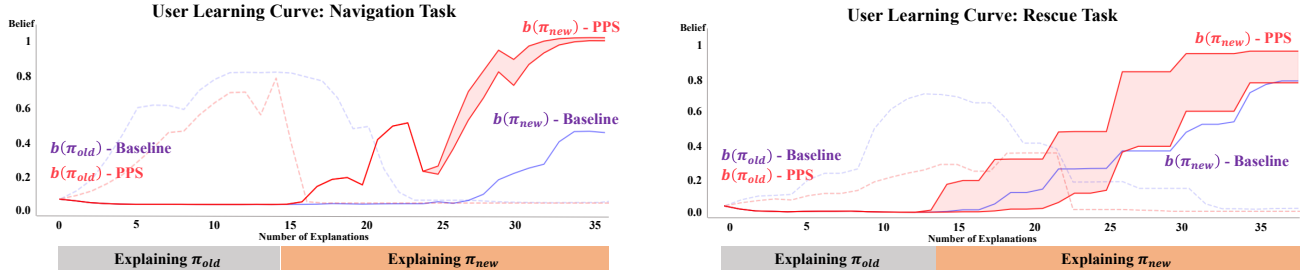 User Learning Curve: Navigation Task
Belief
b(π_new) - PPS
1
0.8
0.6
0.4
0.2
0.0
b(π_new) - Baseline
b(π_old) - Baseline
b(π_old) - PPS
0 5 10 15 20 25 30 35
Number of Explanations
Explaining π_old Explaining π_new
User Learning Curve: Rescue Task
Belief
b(π_new) - PPS
1
0.8
0.6
0.4
0.2
0.0
b(π_old) - Baseline
b(π_old) - PPS
b(π_new) - Baseline
0 5 10 15 20 25 30 35
Number of Explanations
Explaining π_old Explaining π_new